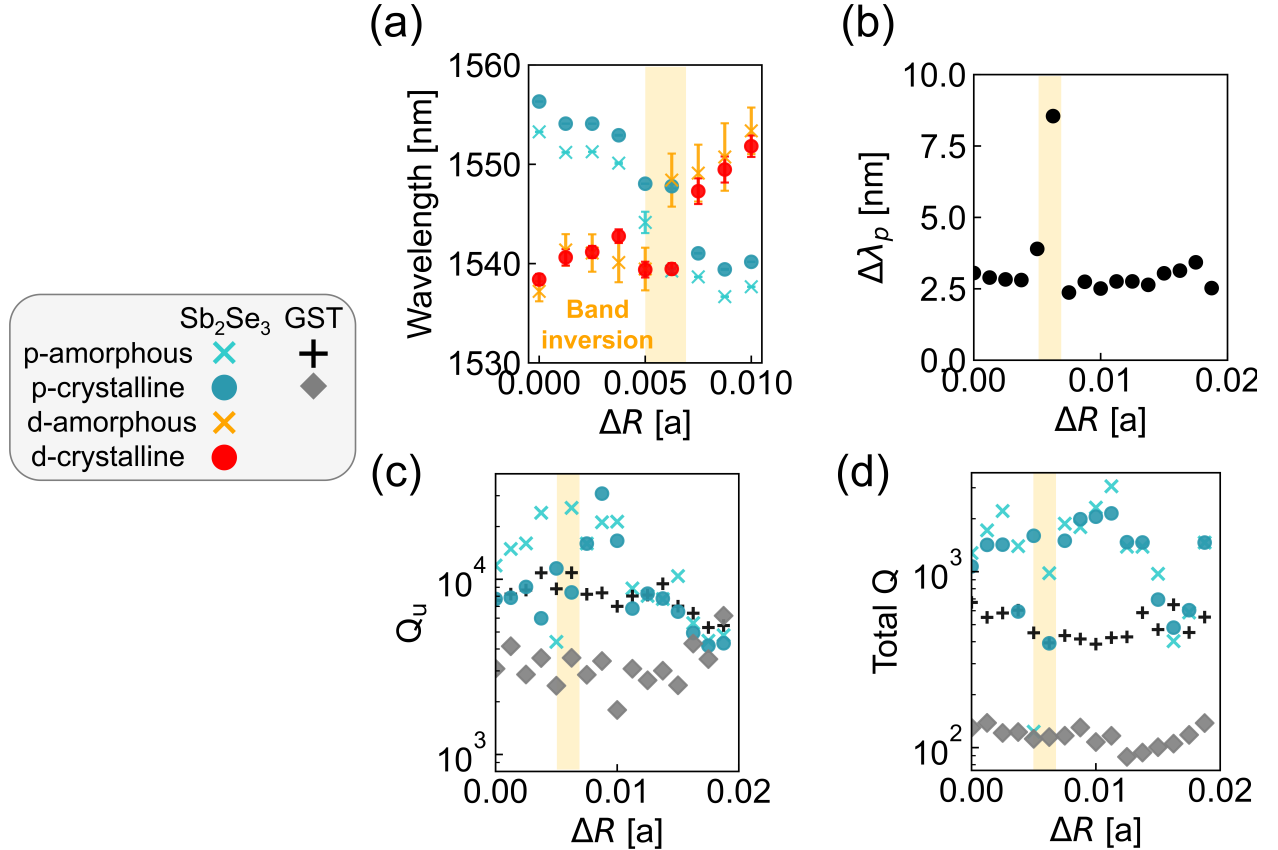 (a)
1560
1550
1540
1530
Wavelength [nm]
Band
inversion
0.000 0.005 0.010
ΔR [a]
(b)
10.0
7.5
5.0
2.5
0.0
Δλp [nm]
0.00 0.01 0.02
ΔR [a]
Sb2Se3 GST
p-amorphous
p-crystalline
d-amorphous
d-crystalline
(c)
10^4
10^3
Qu
0.00 0.01 0.02
ΔR [a]
(d)
10^3
10^2
Total Q
0.00 0.01 0.02
ΔR [a]